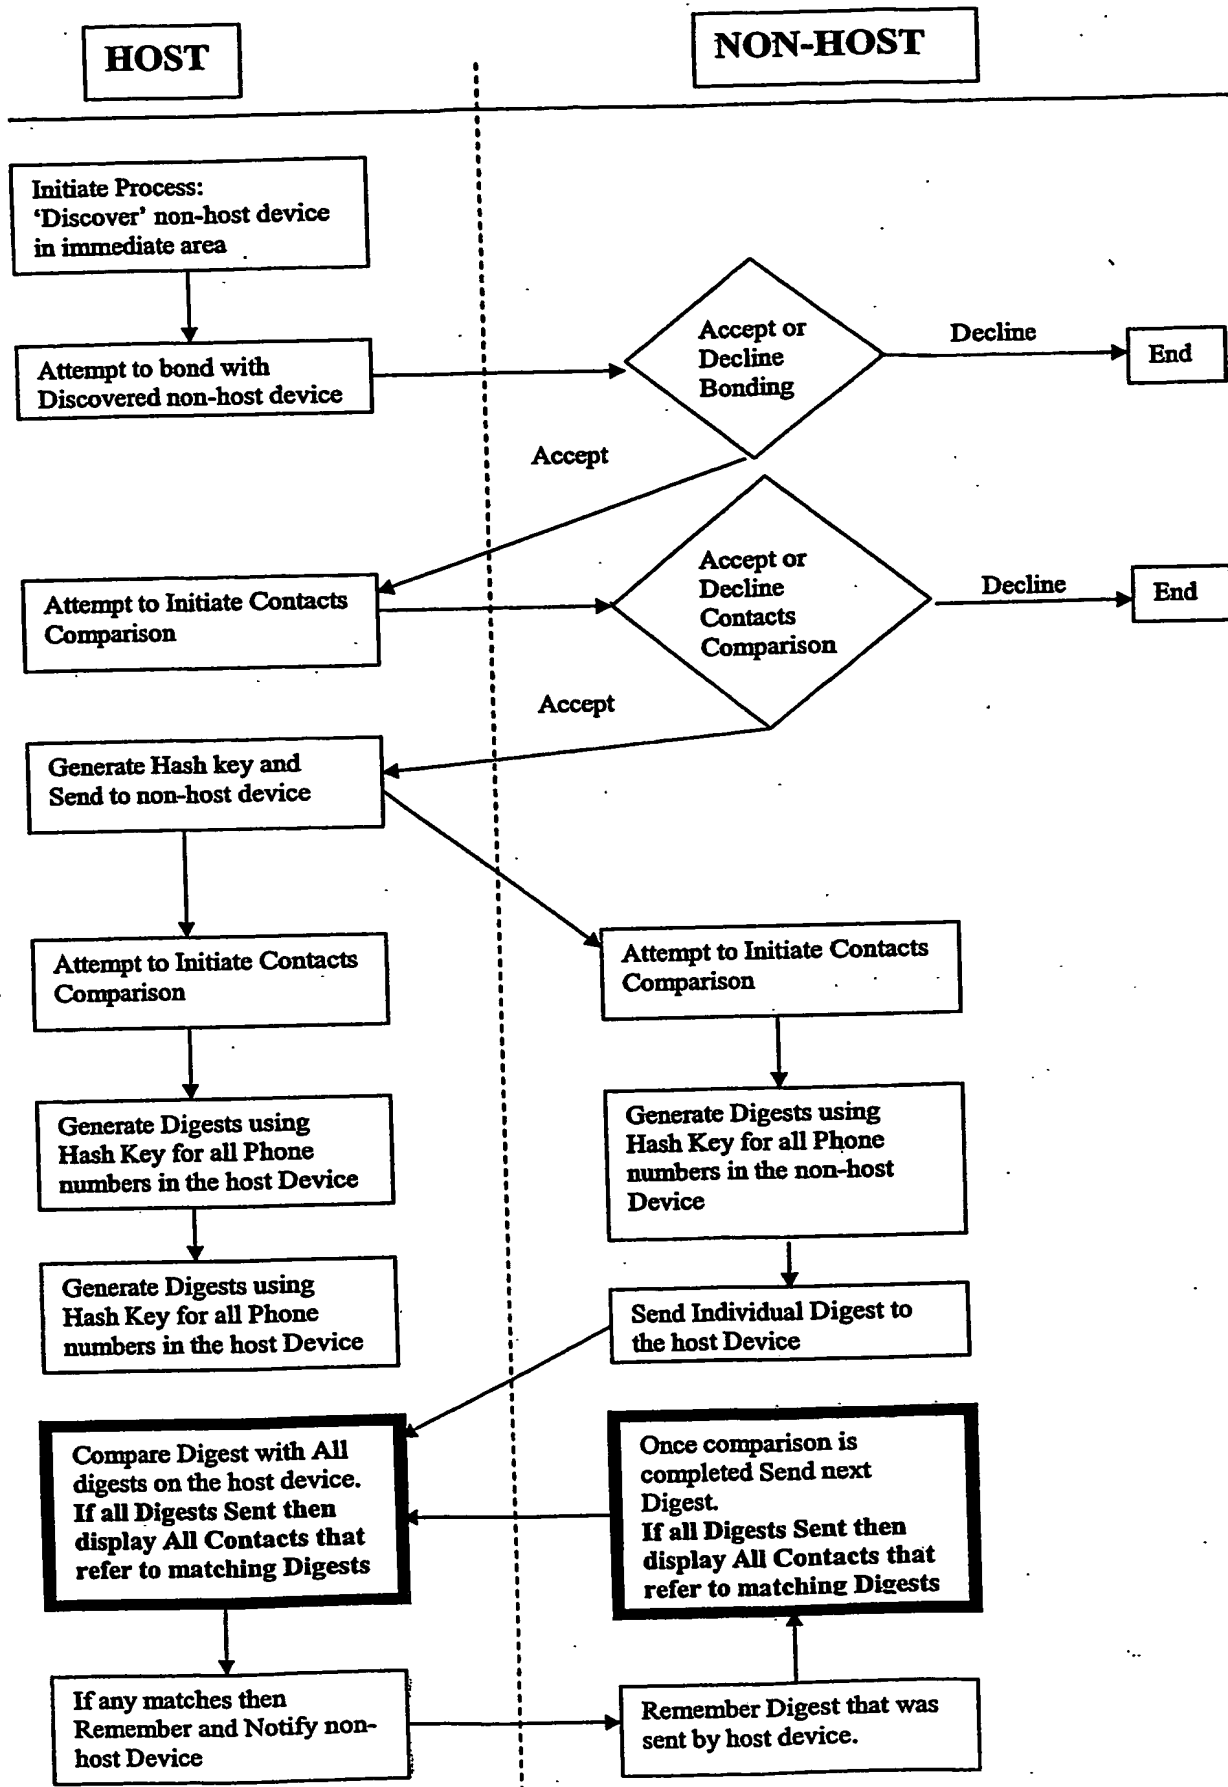 HOST
NON-HOST
Initiate Process:
‘Discover’ non-host device
in immediate area
Attempt to bond with
Discovered non-host device
Accept or
Decline
Bonding
Decline
End
Accept
Attempt to Initiate Contacts
Comparison
Accept or
Decline
Contacts
Comparison
Decline
End
Accept
Generate Hash key and
Send to non-host device
Attempt to Initiate Contacts
Comparison
Attempt to Initiate Contacts
Comparison
Generate Digests using
Hash Key for all Phone
numbers in the host Device
Generate Digests using
Hash Key for all Phone
numbers in the non-host
Device
Generate Digests using
Hash Key for all Phone
numbers in the host Device
Send Individual Digest to
the host Device
Compare Digest with All
digests on the host device.
If all Digests Sent then
display All Contacts that
refer to matching Digests
Once comparison is
completed Send next
Digest.
If all Digests Sent then
display All Contacts that
refer to matching Digests
If any matches then
Remember and Notify non-
host Device
Remember Digest that was
sent by host device.